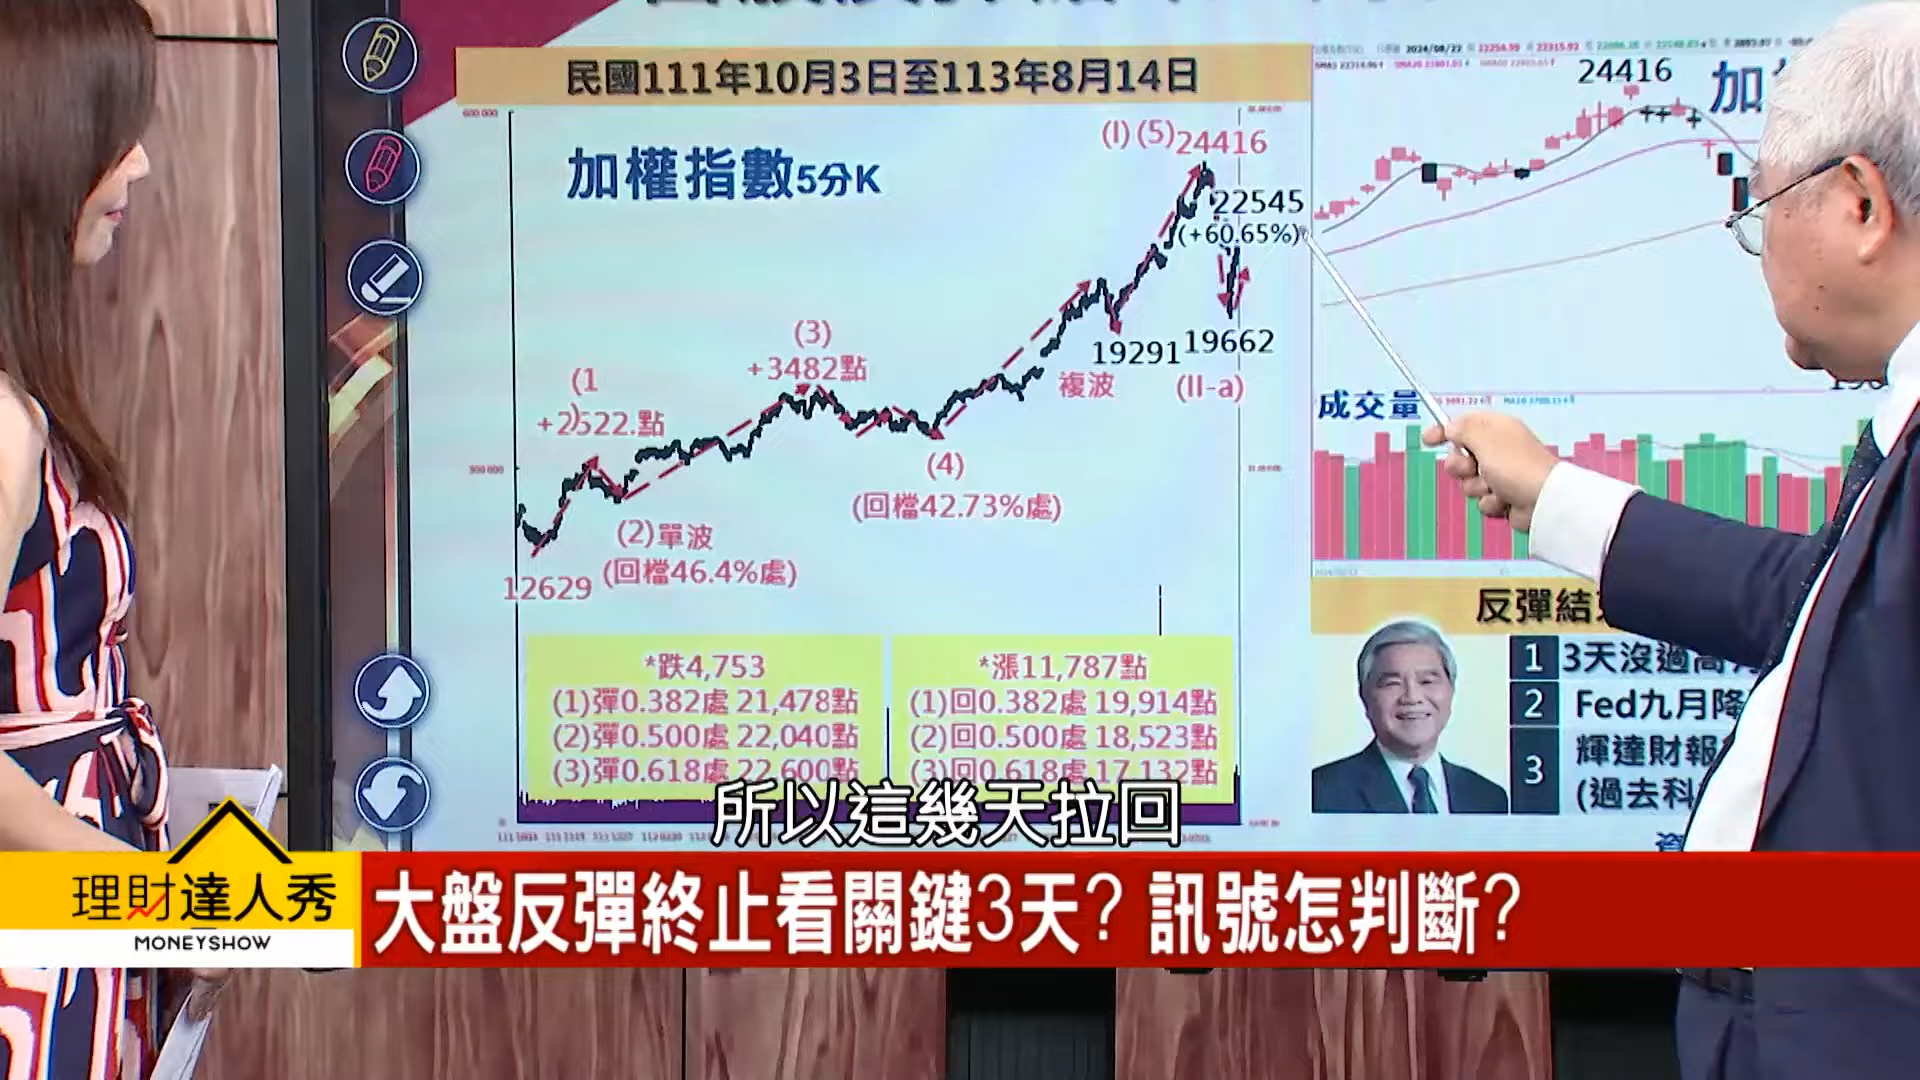 民國111年10月3日至113年8月14日
加權指數5分K
(I) (5) 24416
22545
(+60.65%)
19291
19662
複波
(II-a)
(3)
+3482點
(1
)
+2522.點
(4)
(回檔42.73%處)
(2)單波
(回檔46.4%處)
12629
*跌4,753
(1)彈0.382處 21,478點
(2)彈0.500處 22,040點
(3)彈0.618處 22,600點
*漲11,787點
(1)回0.382處 19,914點
(2)回0.500處 18,523點
(3)回0.618處 17,132點
2024/08/22
24416
加
成交量
反彈結
1 3天沒過高
2 Fed九月降
3 輝達財報
(過去科
所以這幾天拉回
理財達人秀
MONEYSHOW
大盤反彈終止看關鍵3天? 訊號怎判斷?